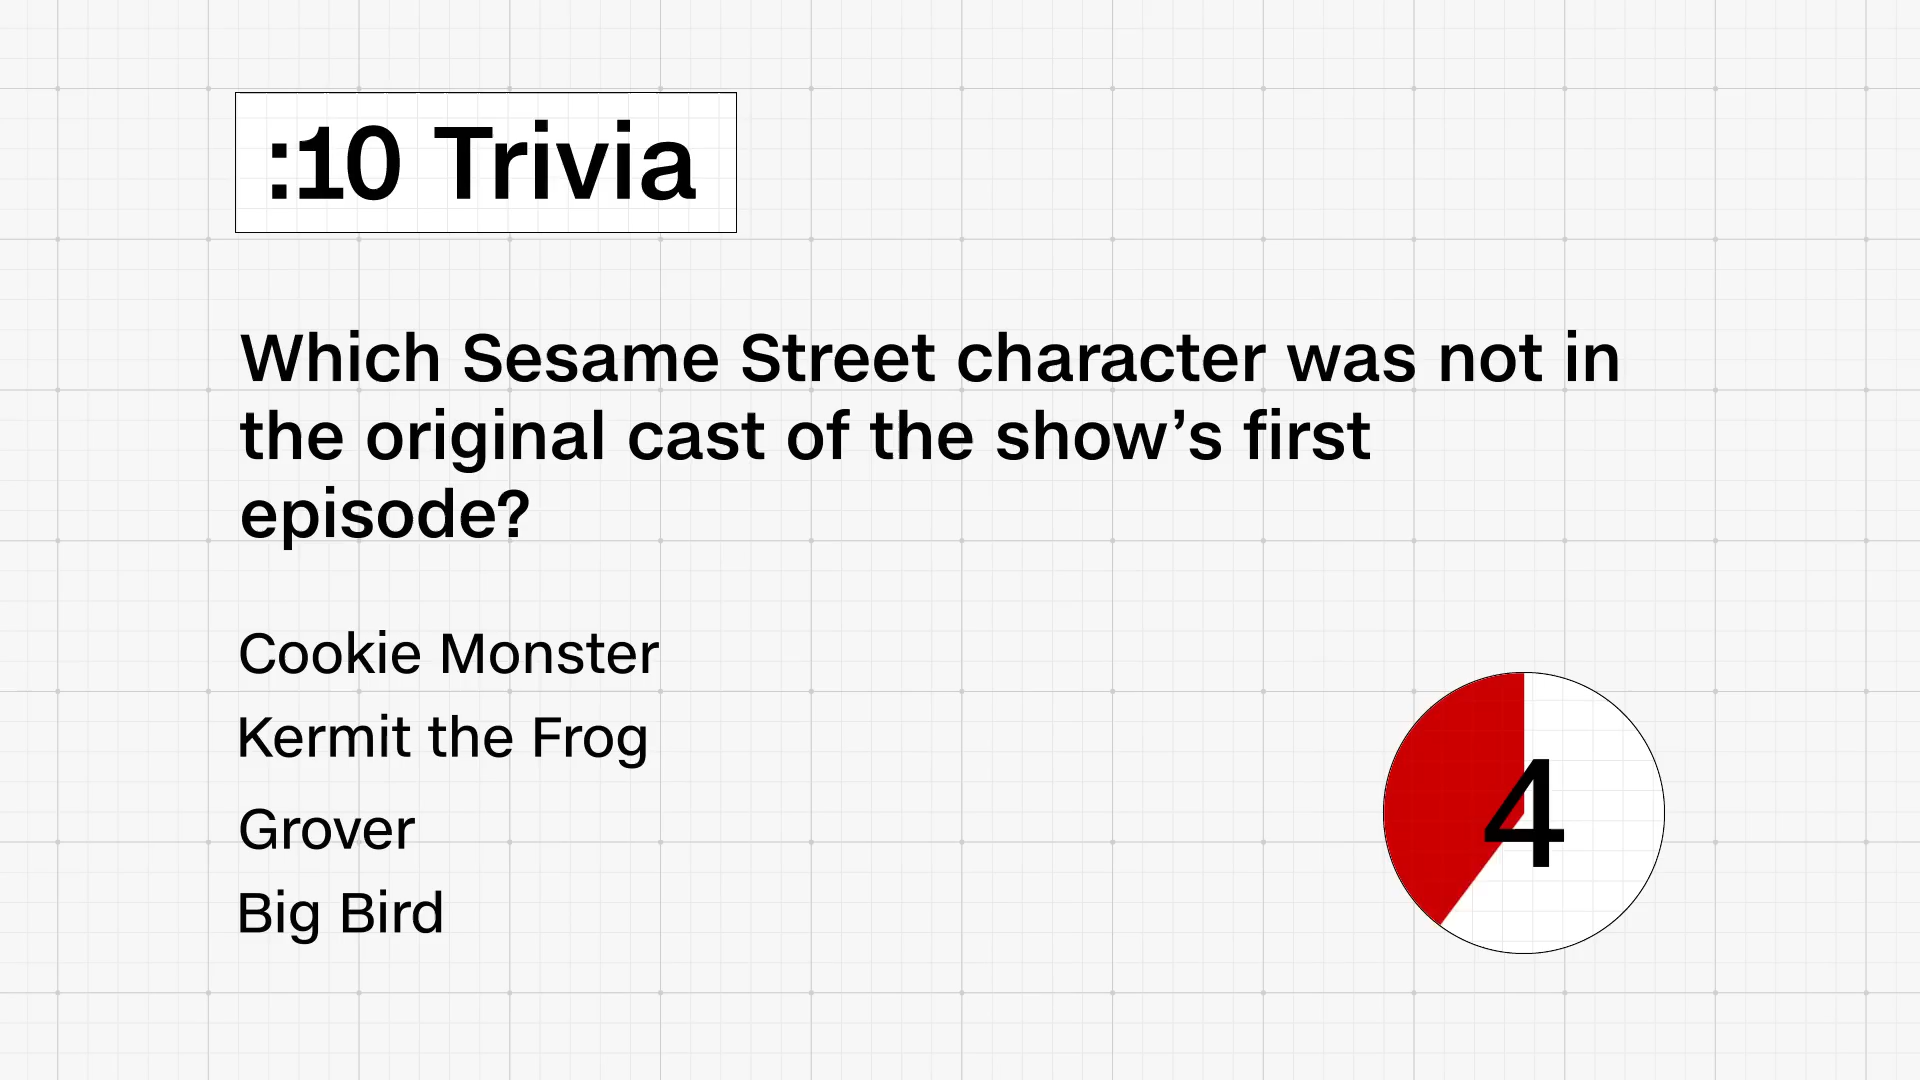 :10 Trivia
Which Sesame Street character was not in
the original cast of the show’s first
episode?
Cookie Monster
Kermit the Frog
Grover
Big Bird
4